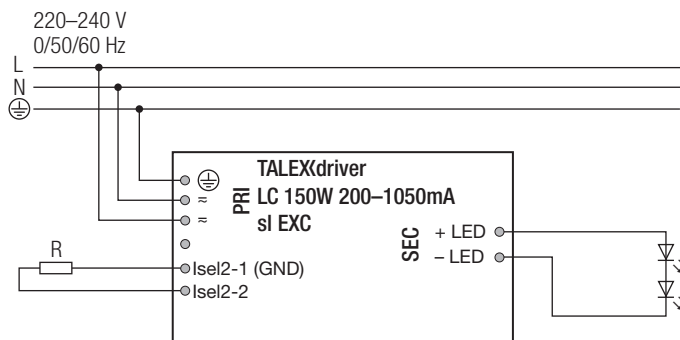 220–240 V
0/50/60 Hz
L
N
PRI
TALEXXdriver
LC 150W 200–1050mA
sl EXC
≈
≈
SEC
+ LED
– LED
R
Isel2-1 (GND)
Isel2-2